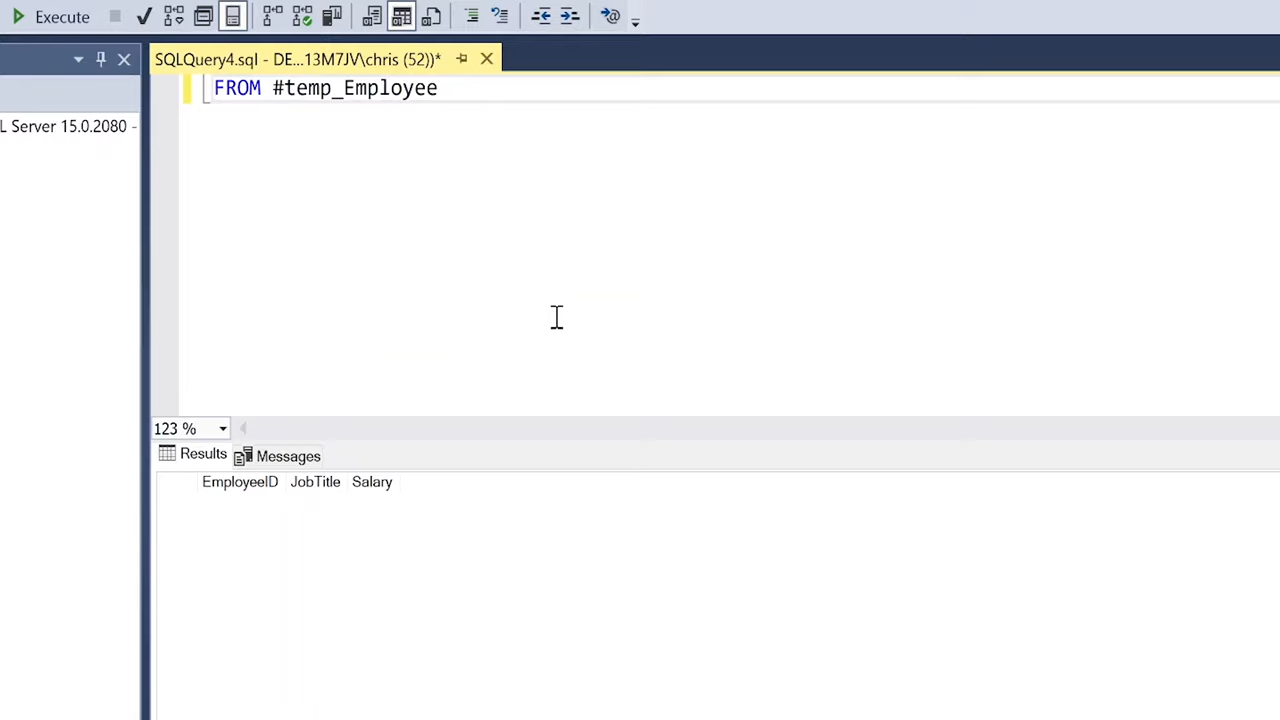 Execute
SQLQuery4.sql - DE...13M7JV\chris (52))*
FROM #temp_Employee
L Server 15.0.2080 -
123 %
Results Messages
EmployeeID JobTitle Salary